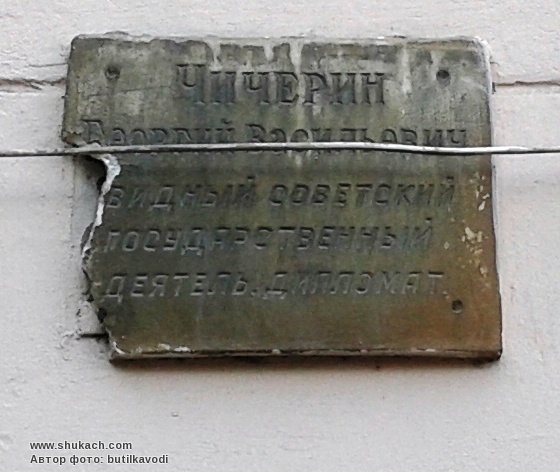 Чичерин
Георгий Васильевич
видный советский
государственный
деятель, дипломат.
www.shukach.com
Автор фото: butilkavodi